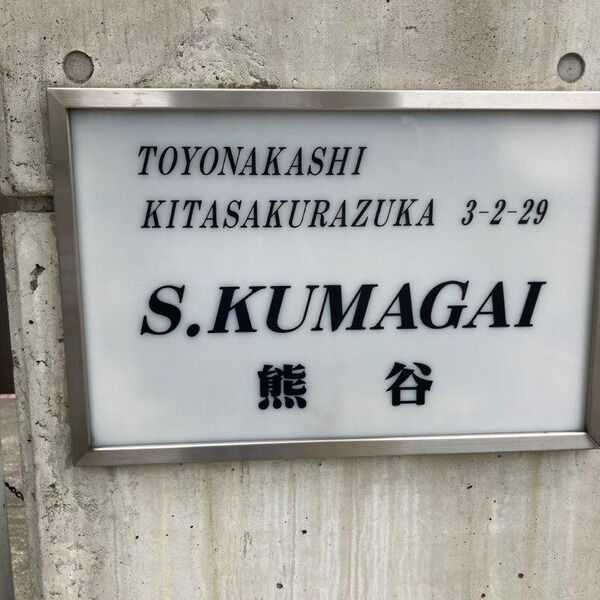 TOYONAKASHI
KITASAKURAZUKA 3-2-29
S.KUMAGAI
熊谷